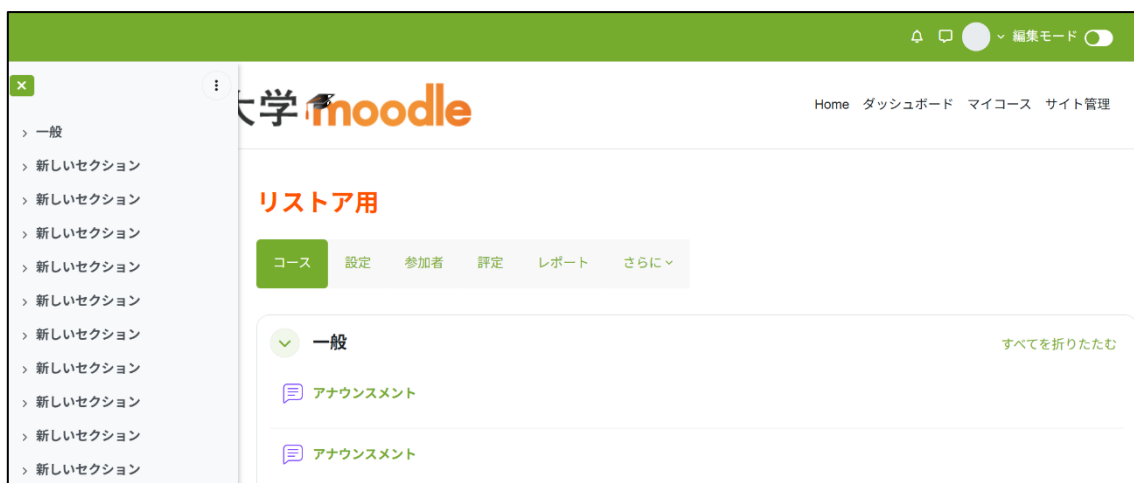 編集モード
大学 moodle
Home ダッシュボード マイコース サイト管理
一般
新しいセクション
新しいセクション
新しいセクション
新しいセクション
新しいセクション
新しいセクション
新しいセクション
新しいセクション
新しいセクション
新しいセクション
リストア用
コース 設定 参加者 評定 レポート さらに
一般
すべてを折りたたむ
アナウンスメント
アナウンスメント